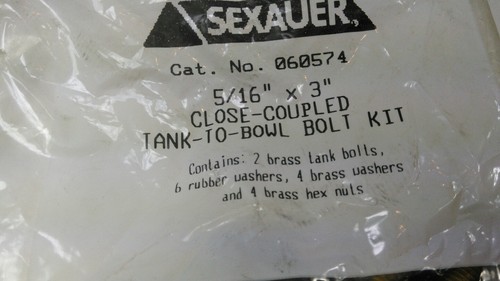 SEXAUER
Cat. No. 060574
5/16" x 3"
CLOSE-COUPLED
TANK-TO-BOWL BOLT KIT
Contains: 2 brass tank bolts,
6 rubber washers, 4 brass washers
and 4 brass hex nuts